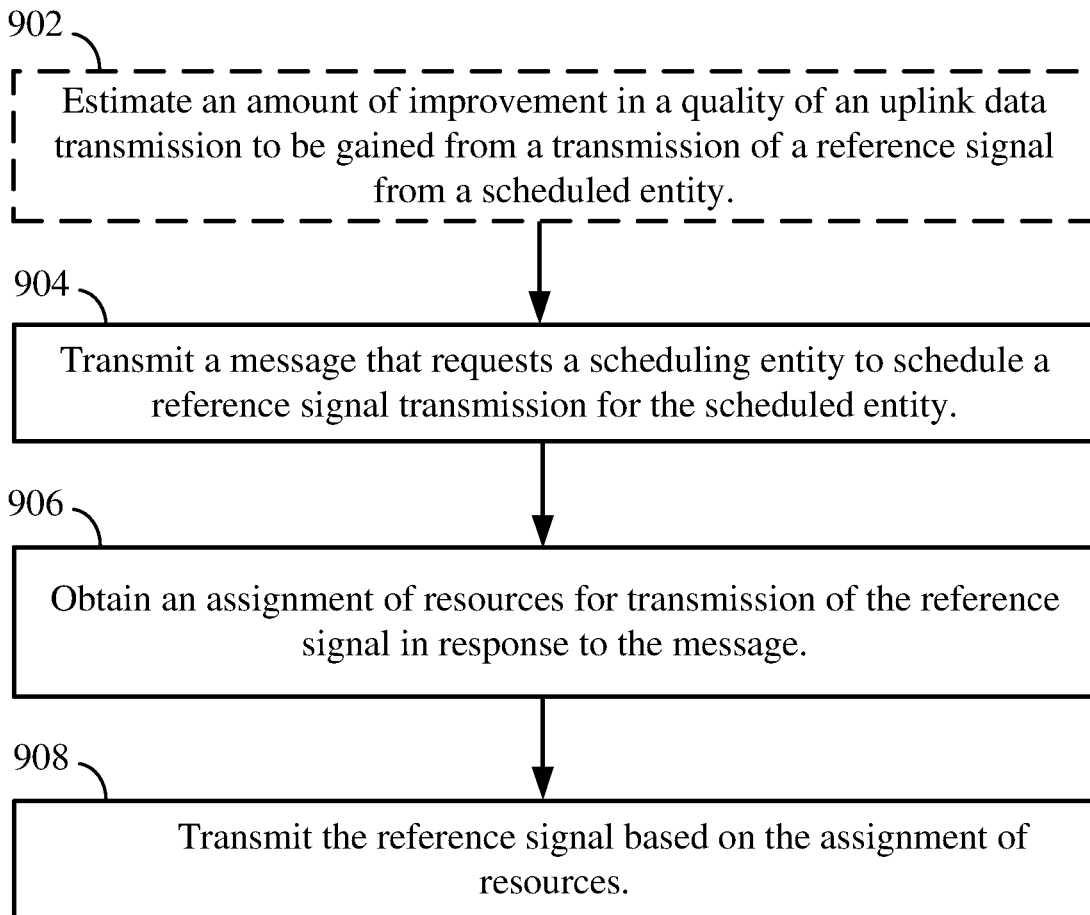 902
Estimate an amount of improvement in a quality of an uplink data
transmission to be gained from a transmission of a reference signal
from a scheduled entity.
904
Transmit a message that requests a scheduling entity to schedule a
reference signal transmission for the scheduled entity.
906
Obtain an assignment of resources for transmission of the reference
signal in response to the message.
908
Transmit the reference signal based on the assignment of
resources.